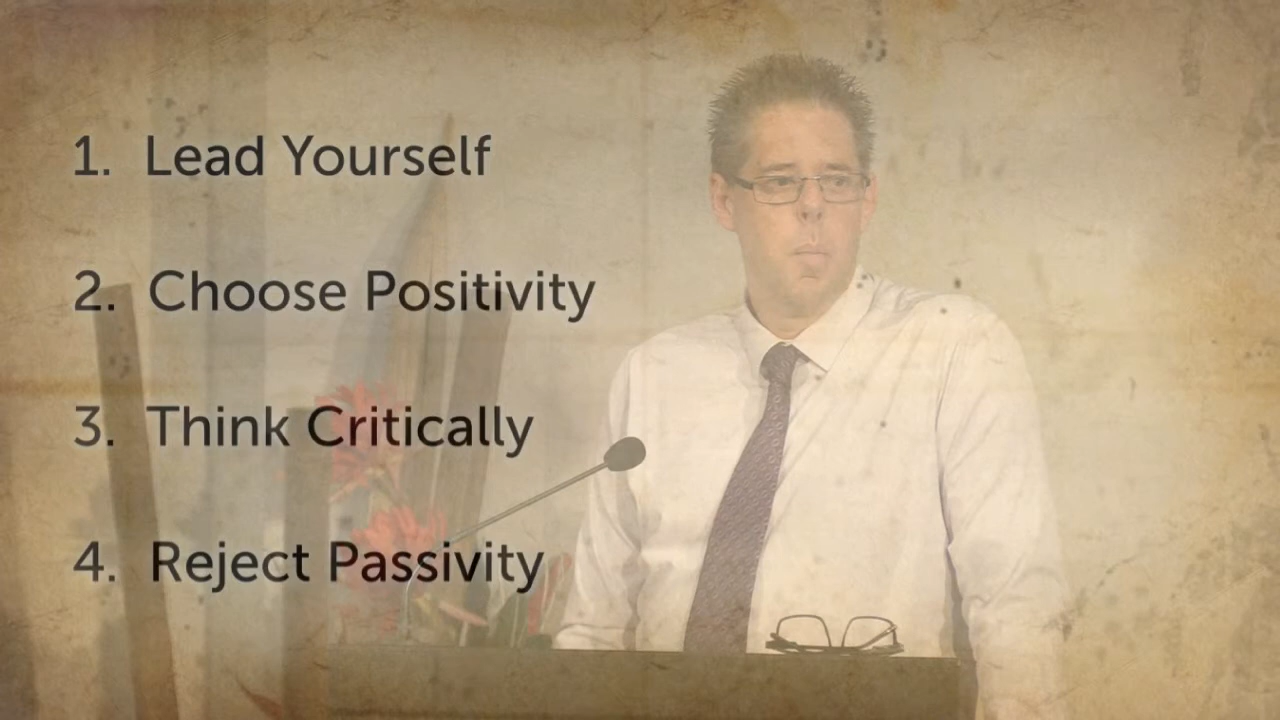 1. Lead Yourself
2. Choose Positivity
3. Think Critically
4. Reject Passivity